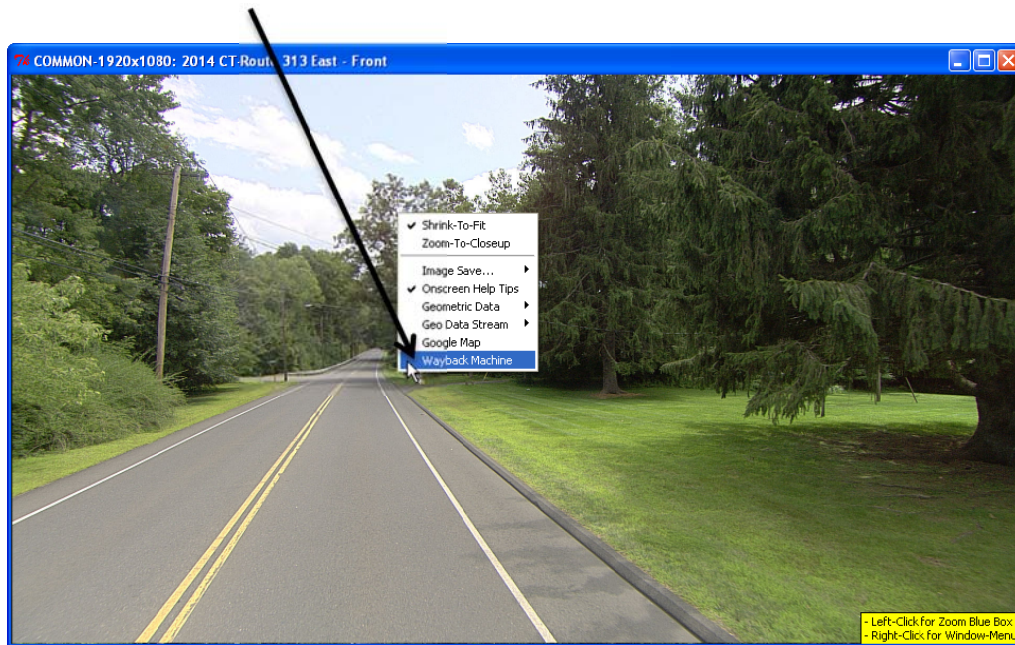 COMMON-1920x1080: 2014 CT-Route 313 East - Front
Shrink-To-Fit
Zoom-To-Closeup
Image Save...
Onscreen Help Tips
Geometric Data
Geo Data Stream
Google Map
Wayback Machine
- Left-Click for Zoom Blue Box
- Right-Click for Window-Menu